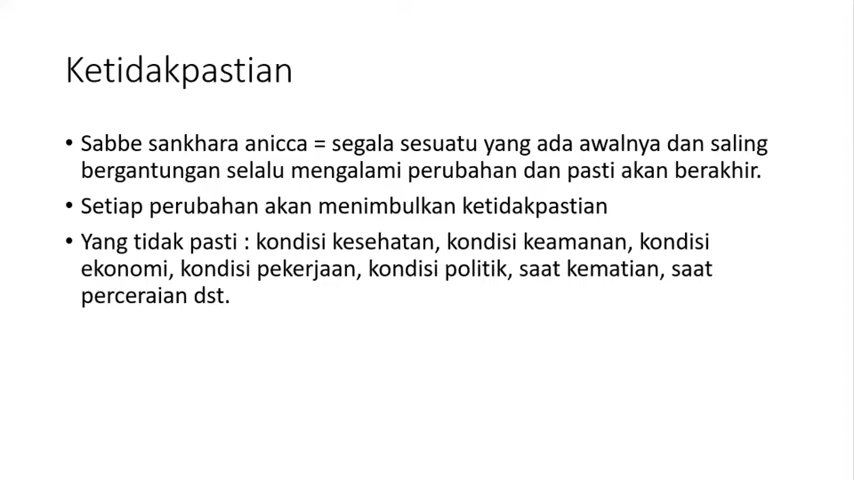 Ketidakpastian
• Sabbe sankhara anicca = segala sesuatu yang ada awalnya dan saling
bergantungan selalu mengalami perubahan dan pasti akan berakhir.
• Setiap perubahan akan menimbulkan ketidakpastian
• Yang tidak pasti : kondisi kesehatan, kondisi keamanan, kondisi
ekonomi, kondisi pekerjaan, kondisi politik, saat kematian, saat
perceraian dst.